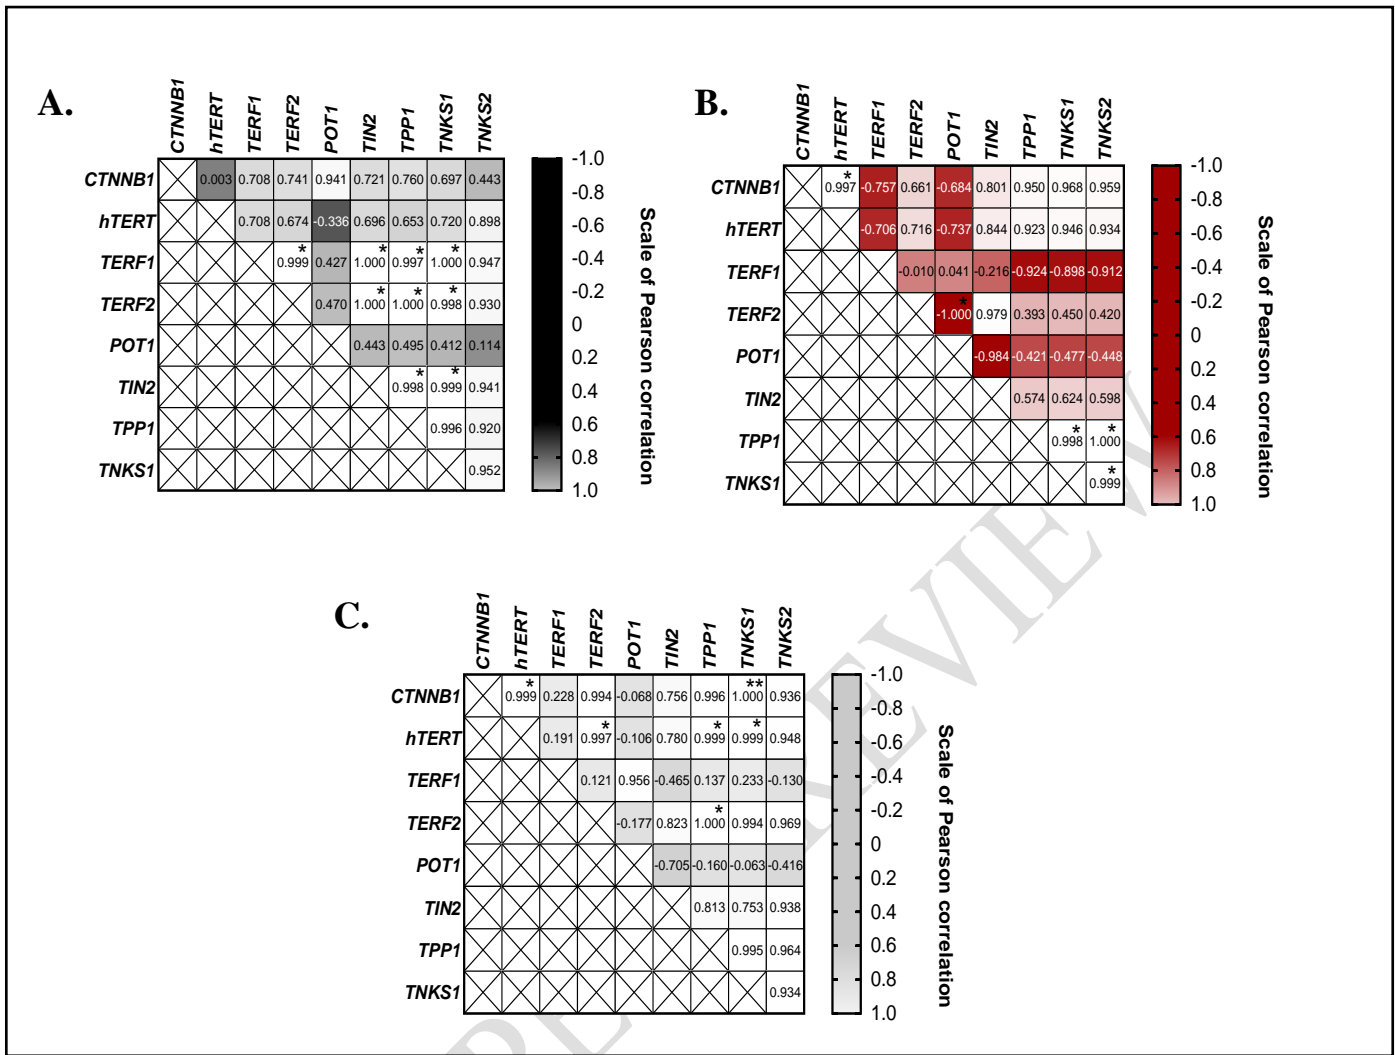 A.
CTNNB1 hTERT TERF1 TERF2 POT1 TIN2 TPP1 TNKS1 TNKS2
CTNNB1 0.003 0.708 0.741 0.941 0.721 0.760 0.697 0.443
hTERT 0.708 0.674 -0.336 0.696 0.653 0.720 0.898
* * * *
TERF1 0.999 0.427 1.000 0.997 1.000 0.947
* * *
TERF2 0.470 1.000 1.000 0.998 0.930
POT1 0.443 0.495 0.412 0.114
* *
TIN2 0.998 0.999 0.941
TPP1 0.996 0.920
TNKS1 0.952
-1.0
-0.8
-0.6
-0.4
-0.2
0
0.2
0.4
0.6
0.8
1.0
Scale of Pearson correlation
B.
CTNNB1 hTERT TERF1 TERF2 POT1 TIN2 TPP1 TNKS1 TNKS2
*
CTNNB1 0.997 -0.757 0.661 -0.684 0.801 0.950 0.968 0.959
hTERT -0.706 0.716 -0.737 0.844 0.923 0.946 0.934
TERF1 -0.010 0.041 -0.216 -0.924 -0.898 -0.912
*
TERF2 -1.000 0.979 0.393 0.450 0.420
POT1 -0.984 -0.421 -0.477 -0.448
TIN2 0.574 0.624 0.598
* *
TPP1 0.998 1.000
*
TNKS1 0.999
-1.0
-0.8
-0.6
-0.4
-0.2
0
0.2
0.4
0.6
0.8
1.0
Scale of Pearson correlation
C.
CTNNB1 hTERT TERF1 TERF2 POT1 TIN2 TPP1 TNKS1 TNKS2
* **
CTNNB1 0.999 0.228 0.994 -0.068 0.756 0.996 1.000 0.936
* * *
hTERT 0.191 0.997 -0.106 0.780 0.999 0.999 0.948
TERF1 0.121 0.956 -0.465 0.137 0.233 -0.130
*
TERF2 -0.177 0.823 1.000 0.994 0.969
POT1 -0.705 -0.160 -0.063 -0.416
TIN2 0.813 0.753 0.938
TPP1 0.995 0.964
TNKS1 0.934
-1.0
-0.8
-0.6
-0.4
-0.2
0
0.2
0.4
0.6
0.8
1.0
Scale of Pearson correlation
REVIEW